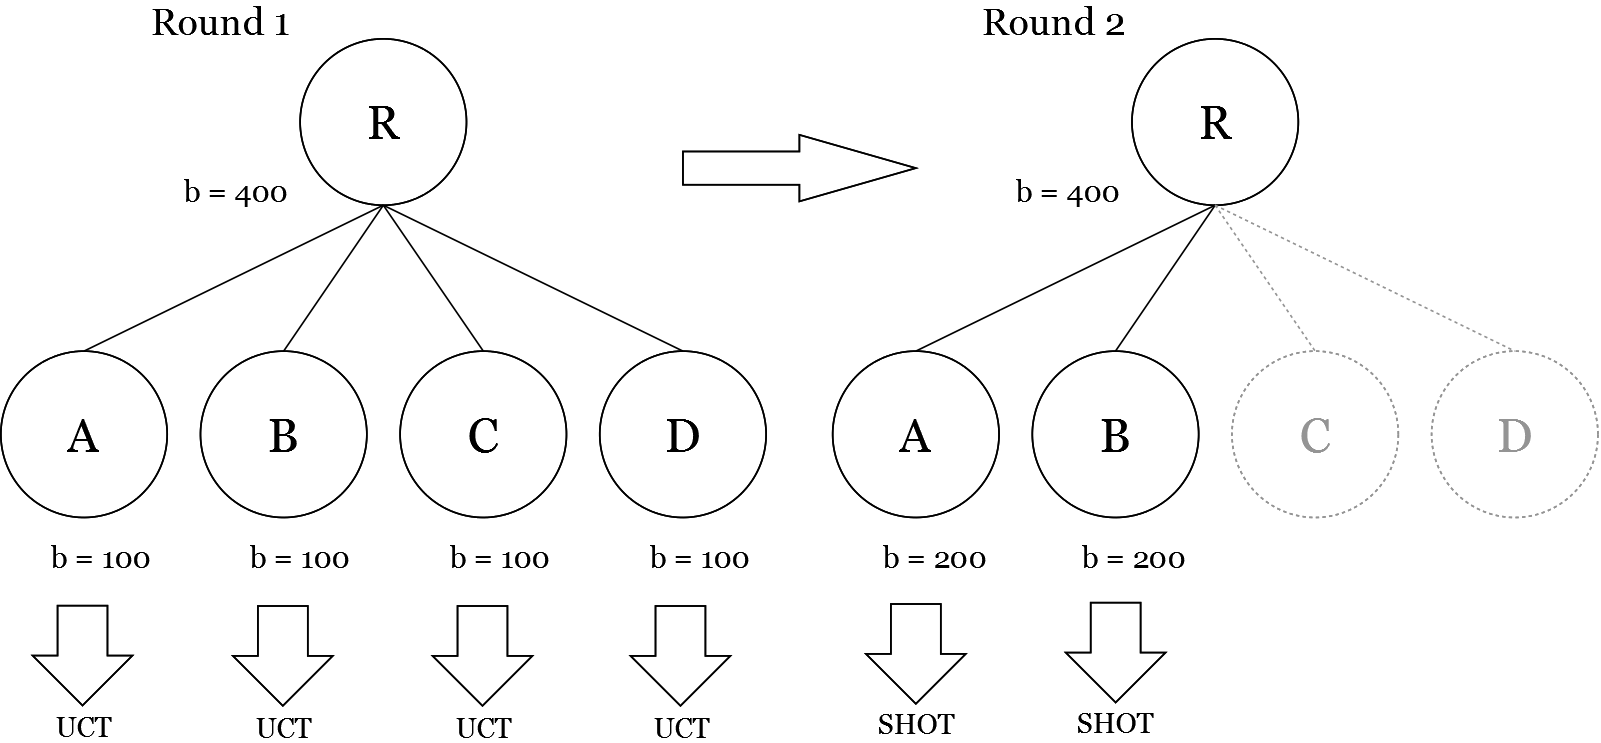 Round 1
R
b = 400
A
B
C
D
b = 100
b = 100
b = 100
b = 100
UCT
UCT
UCT
UCT
Round 2
R
b = 400
A
B
C
D
b = 200
b = 200
SHOT
SHOT